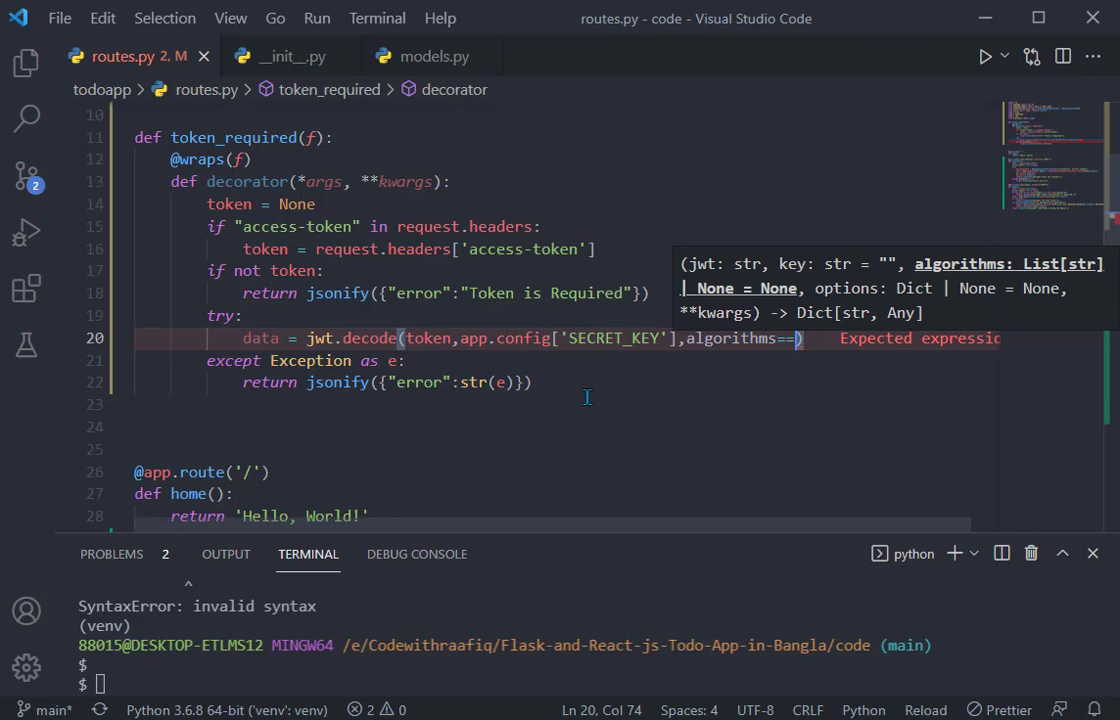 File Edit Selection View Go Run Terminal Help routes.py - code - Visual Studio Code
routes.py 2, M __init__.py models.py
todoapp > routes.py > token_required > decorator
10
11 def token_required(f):
12 @wraps(f)
13 def decorator(*args, **kwargs):
14 token = None
15 if "access-token" in request.headers:
16 token = request.headers['access-token']
17 if not token:
18 return jsonify({"error":"Token is Required"})
19 try:
20 data = jwt.decode(token,app.config['SECRET_KEY'],algorithms==) Expected expressio
21 except Exception as e:
22 return jsonify({"error":str(e)})
23
24
25
26 @app.route('/')
27 def home():
28 return 'Hello, World!'
(jwt: str, key: str = "", algorithms: List[str]
| None = None, options: Dict | None = None,
**kwargs) -> Dict[str, Any]
2
PROBLEMS 2 OUTPUT TERMINAL DEBUG CONSOLE python
^
SyntaxError: invalid syntax
(venv)
88015@DESKTOP-ETLMS12 MINGW64 /e/Codewithraafiq/Flask-and-React-js-Todo-App-in-Bangla/code (main)
$
$
main* Python 3.6.8 64-bit ('venv': venv) 2 0 Ln 20, Col 74 Spaces: 4 UTF-8 CRLF Python Reload Prettier